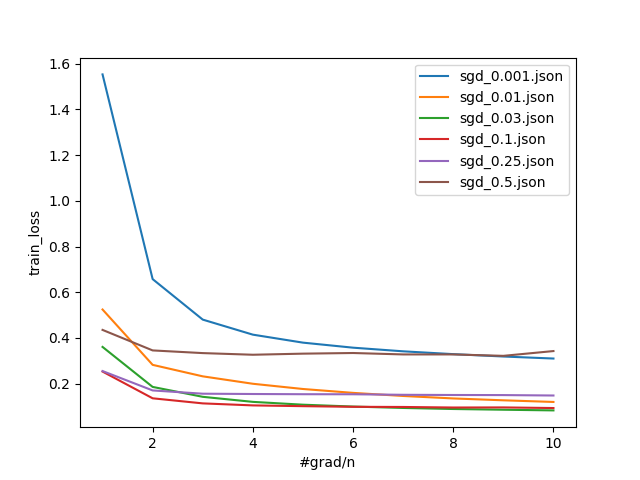 1.6
1.4
1.2
1.0
0.8
0.6
0.4
0.2
train_loss
2
4
6
8
10
#grad/n
sgd_0.001.json
sgd_0.01.json
sgd_0.03.json
sgd_0.1.json
sgd_0.25.json
sgd_0.5.json